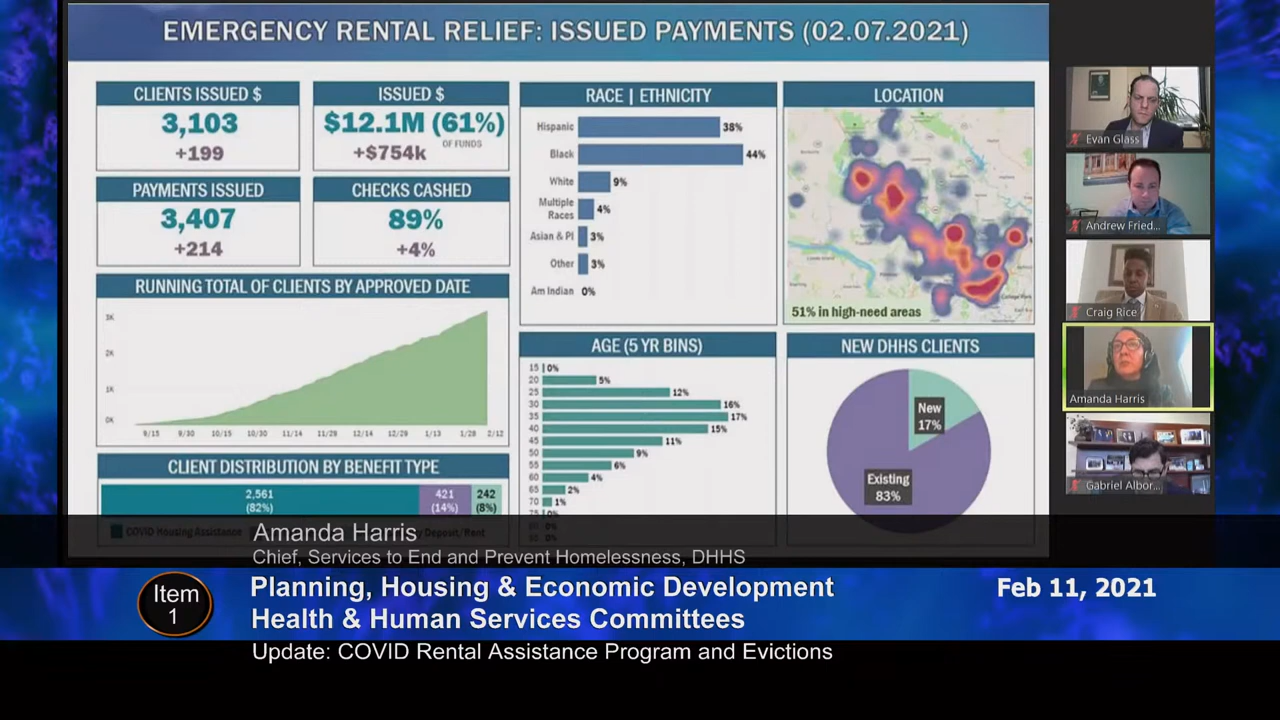 EMERGENCY RENTAL RELIEF: ISSUED PAYMENTS (02.07.2021)
CLIENTS ISSUED $
3,103
+199
ISSUED $
$12.1M (61%)
OF FUNDS
+$754k
PAYMENTS ISSUED
3,407
+214
CHECKS CASHED
89%
+4%
RUNNING TOTAL OF CLIENTS BY APPROVED DATE
3K
2K
1K
0K
9/15 9/30 10/15 10/30 11/14 11/29 12/14 12/29 1/13 1/28 2/12
CLIENT DISTRIBUTION BY BENEFIT TYPE
2,561 421 242
(82%) (14%) (8%)
COVID Housing Assistance Deposit/Rent
RACE | ETHNICITY
Hispanic 38%
Black 44%
White 9%
Multiple
Races 4%
Asian & PI 3%
Other 3%
Am Indian 0%
AGE (5 YR BINS)
15 0%
20 5%
25 12%
30 16%
35 17%
40 15%
45 11%
50 9%
55 6%
60 4%
65 2%
70 1%
75 0%
LOCATION
College Park
51% in high-need areas
NEW DHHS CLIENTS
New
17%
Existing
83%
Evan Glass
Andrew Fried...
Craig Rice
Amanda Harris
Gabriel Albor...
Amanda Harris
Chief, Services to End and Prevent Homelessness, DHHS
Item
1
Planning, Housing & Economic Development
Health & Human Services Committees
Feb 11, 2021
Update: COVID Rental Assistance Program and Evictions